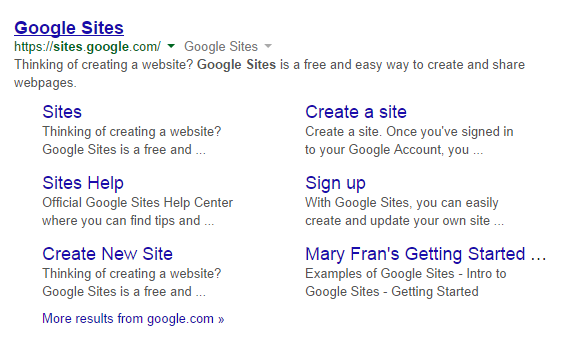 Google Sites
https://sites.google.com/ Google Sites
Thinking of creating a website? Google Sites is a free and easy way to create and share
webpages.
Sites
Thinking of creating a website?
Google Sites is a free and ...
Create a site
Create a site. Once you've signed in
to your Google Account, you ...
Sites Help
Official Google Sites Help Center
where you can find tips and ...
Sign up
With Google Sites, you can easily
create and update your own site ...
Create New Site
Thinking of creating a website?
Google Sites is a free and ...
Mary Fran's Getting Started ...
Examples of Google Sites - Intro to
Google Sites - Getting Started
More results from google.com »